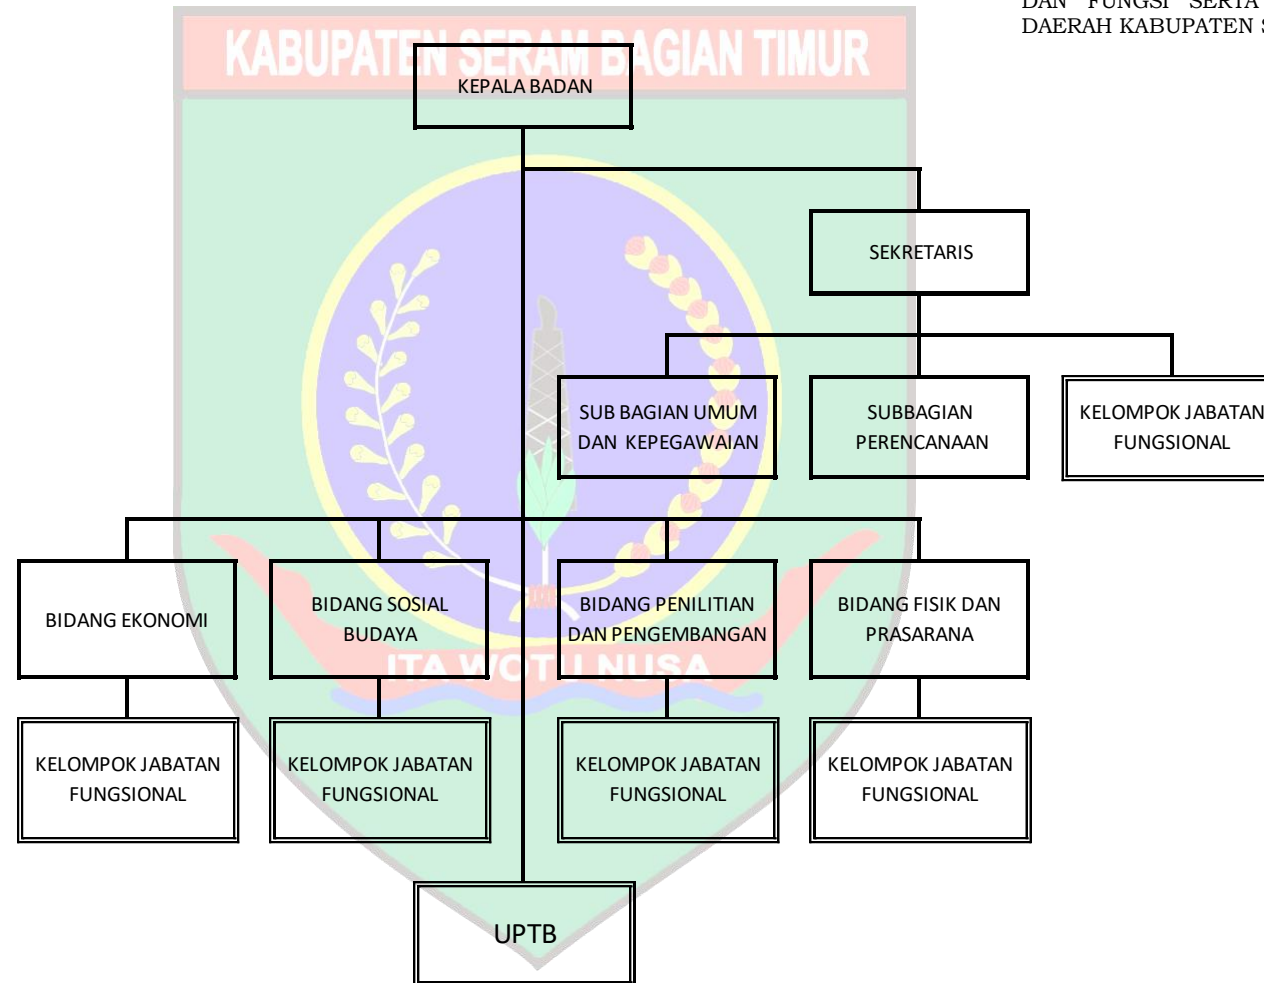 DAN FUNGSI SERTA
DAERAH KABUPATEN S
KABUPATEN SERAM BAGIAN TIMUR
KEPALA BADAN
SEKRETARIS
SUB BAGIAN UMUM
DAN KEPEGAWAIAN
SUBBAGIAN
PERENCANAAN
KELOMPOK JABATAN
FUNGSIONAL
BIDANG EKONOMI
BIDANG SOSIAL
BUDAYA
BIDANG PENILITIAN
DAN PENGEMBANGAN
BIDANG FISIK DAN
PRASARANA
ITA WOTU NUSA
KELOMPOK JABATAN
FUNGSIONAL
KELOMPOK JABATAN
FUNGSIONAL
KELOMPOK JABATAN
FUNGSIONAL
KELOMPOK JABATAN
FUNGSIONAL
UPTB